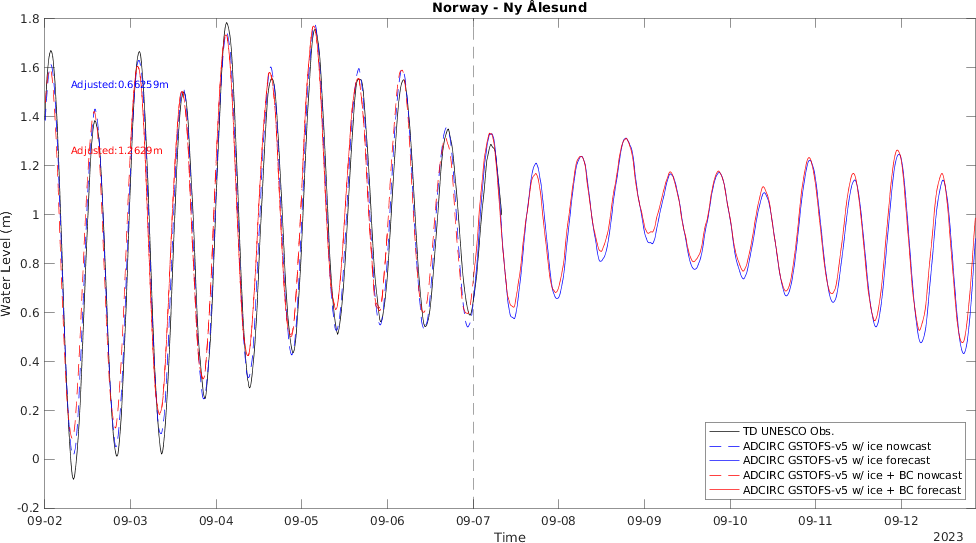 Norway - Ny Ålesund
1.8
1.6
1.4
1.2
1
0.8
0.6
0.4
0.2
0
-0.2
Water Level (m)
Adjusted:0.66259m
Adjusted:1.2629m
TD UNESCO Obs.
ADCIRC GSTOFS-v5 w/ ice nowcast
ADCIRC GSTOFS-v5 w/ ice forecast
ADCIRC GSTOFS-v5 w/ ice + BC nowcast
ADCIRC GSTOFS-v5 w/ ice + BC forecast
09-02 09-03 09-04 09-05 09-06 09-07 09-08 09-09 09-10 09-11 09-12
Time
2023